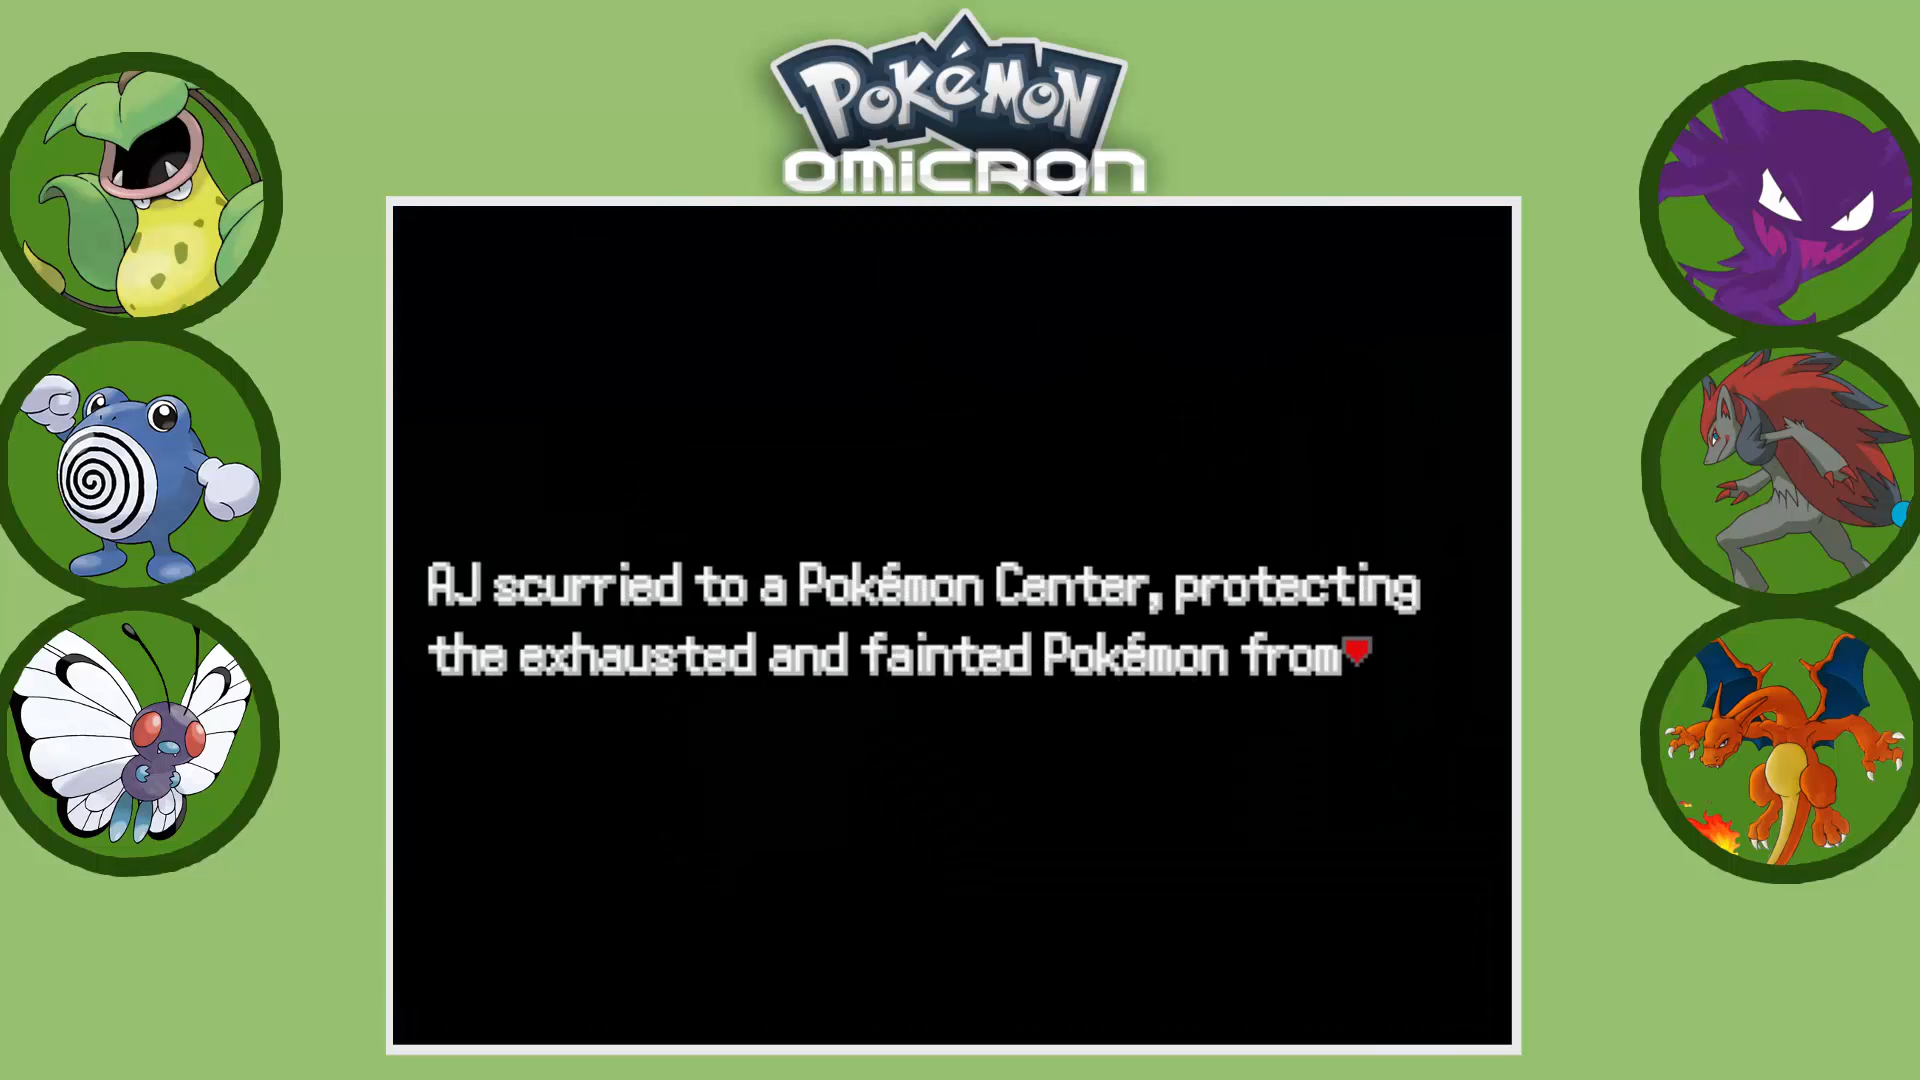 POKéMON
OMICRON
AJ scurried to a Pokémon Center, protecting
the exhausted and fainted Pokémon from